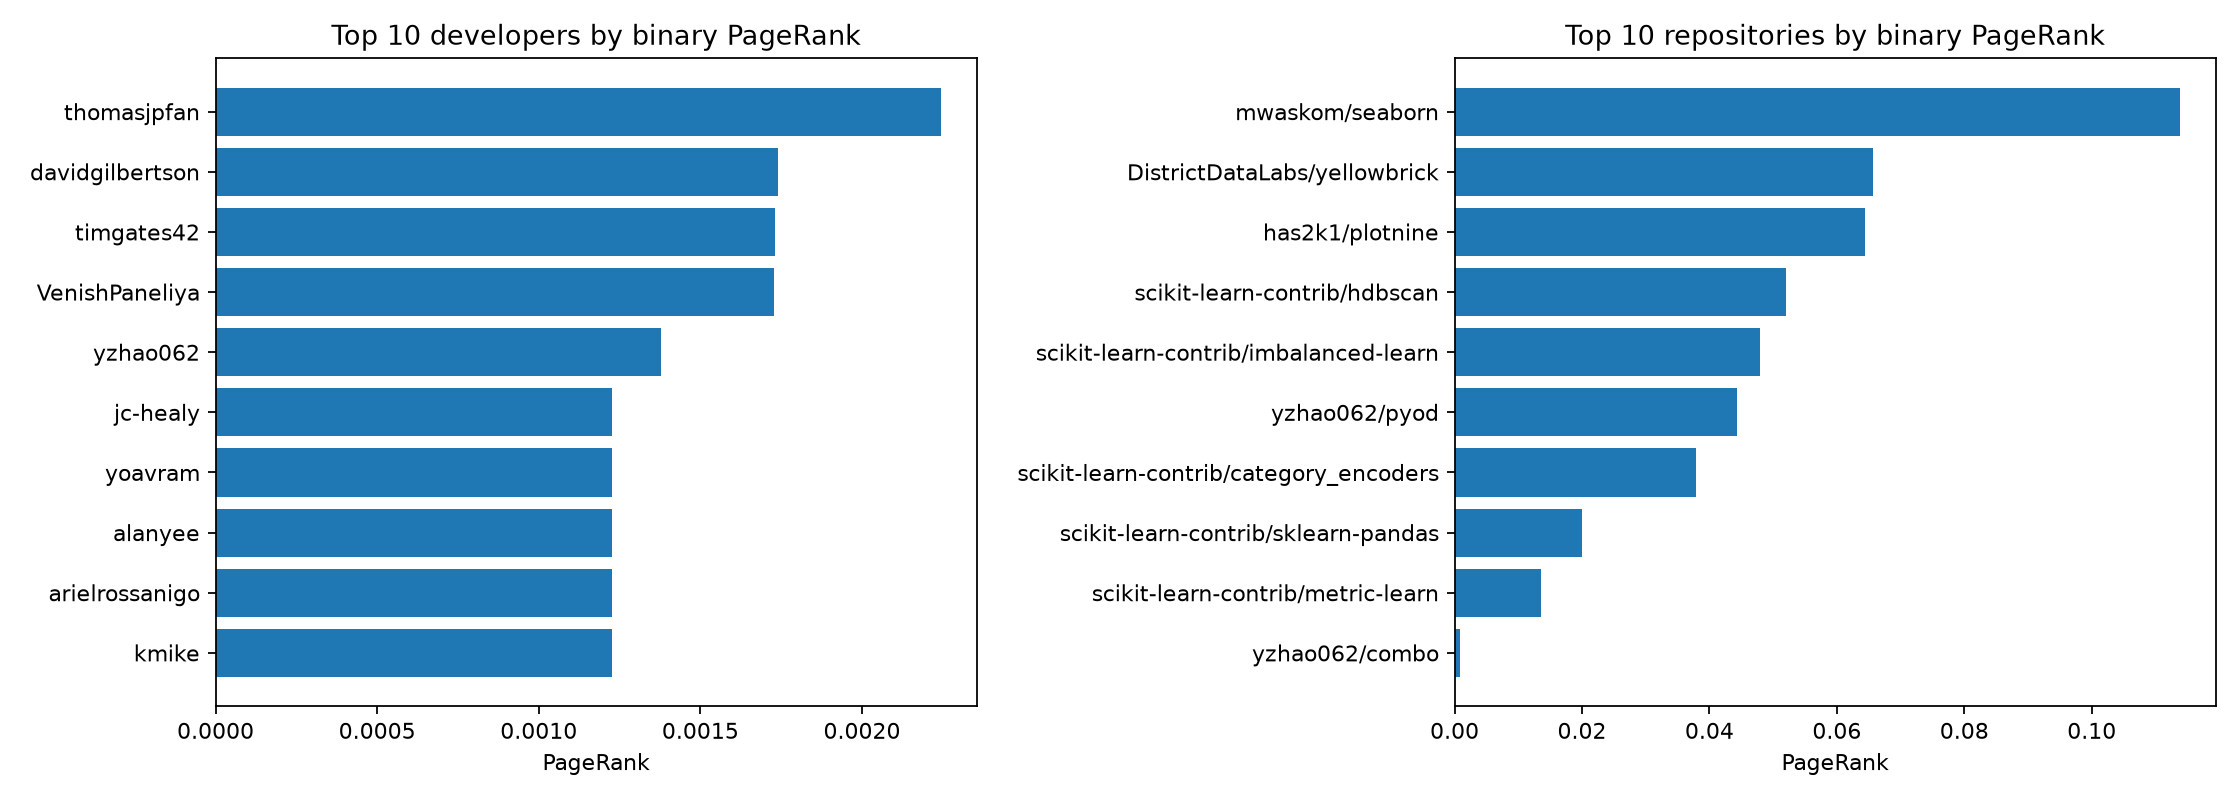 Top 10 developers by binary PageRank
thomasjpfan
davidgilbertson
timgates42
VenishPaneliya
yzhao062
jc-healy
yoavram
alanyee
arielrossanigo
kmike
0.0000 0.0005 0.0010 0.0015 0.0020
PageRank
Top 10 repositories by binary PageRank
mwaskom/seaborn
DistrictDataLabs/yellowbrick
has2k1/plotnine
scikit-learn-contrib/hdbscan
scikit-learn-contrib/imbalanced-learn
yzhao062/pyod
scikit-learn-contrib/category_encoders
scikit-learn-contrib/sklearn-pandas
scikit-learn-contrib/metric-learn
yzhao062/combo
0.00 0.02 0.04 0.06 0.08 0.10
PageRank